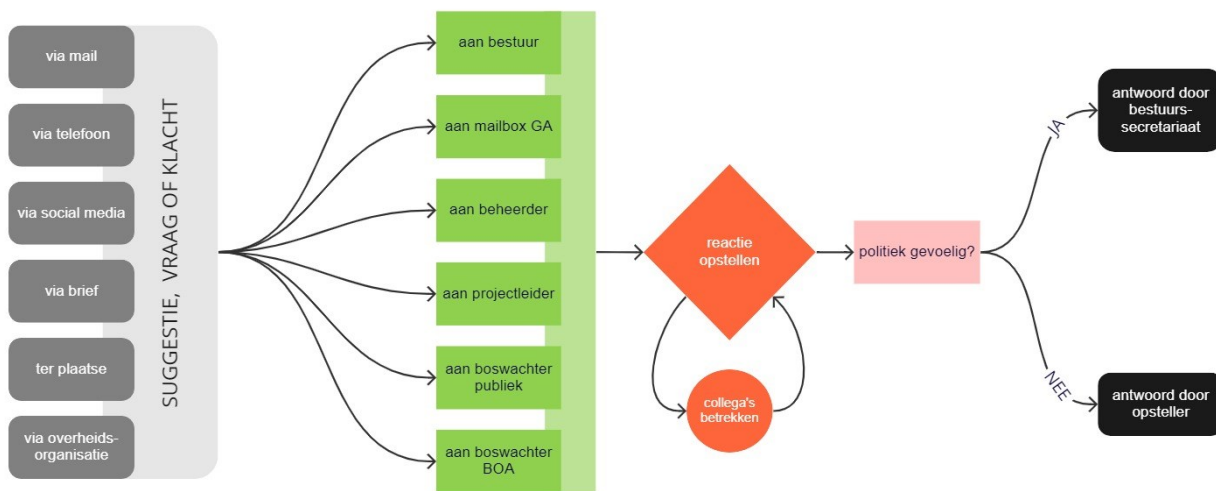 via mail
via telefoon
via social media
via brief
ter plaatse
via overheids-
organisatie
SUGGESTIE, VRAAG OF KLACHT
aan bestuur
aan mailbox GA
aan beheerder
aan projectleider
aan boswachter
publiek
aan boswachter
BOA
reactie
opstellen
collega's
betrekken
politiek gevoelig?
JA
NEE
antwoord door
bestuurs-
secretariaat
antwoord door
opsteller